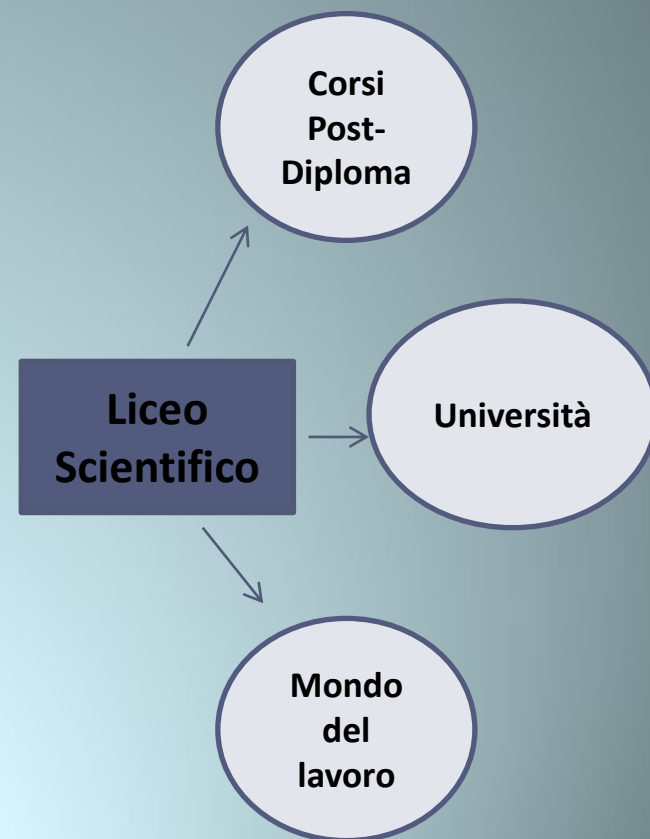 Corsi
Post-
Diploma
Liceo
Scientifico
Università
Mondo
del
lavoro